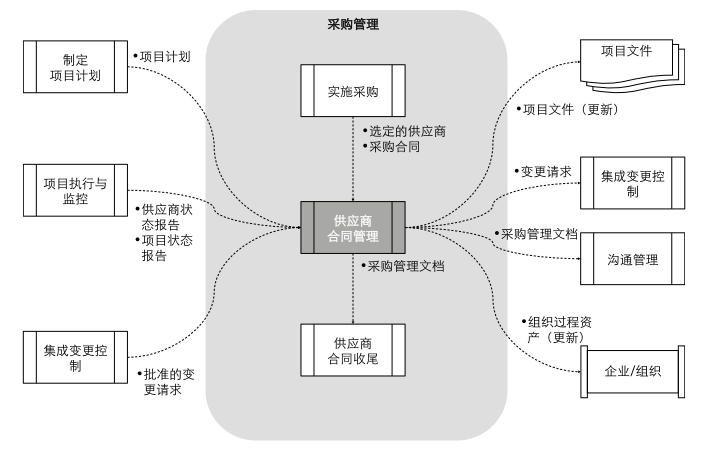 采购管理
制定
项目计划
•项目计划
实施采购
项目文件
•项目文件（更新）
•选定的供应商
•采购合同
项目执行与
监控
•供应商状
态报告
•项目状态
报告
供应商
合同管理
•变更请求
集成变更控
制
•采购管理文档
沟通管理
•采购管理文档
集成变更控
制
•批准的变
更请求
供应商
合同收尾
•组织过程资
产（更新）
企业/组织